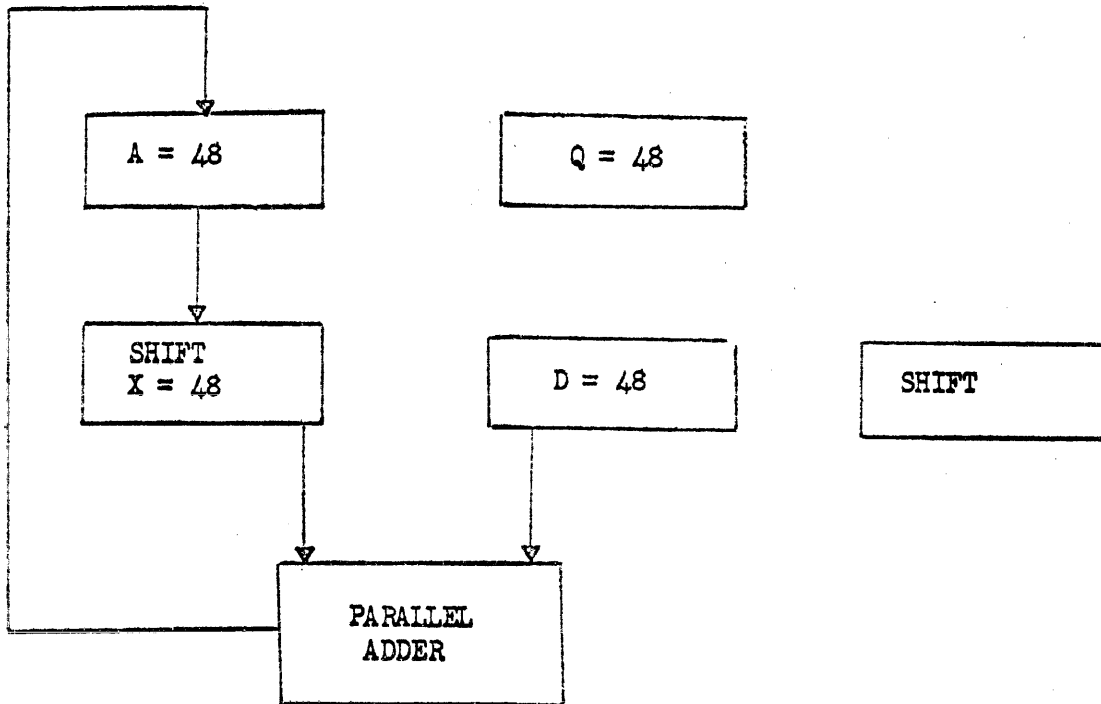 A = 48
Q = 48
SHIFT
X = 48
D = 48
SHIFT
PARALLEL
ADDER